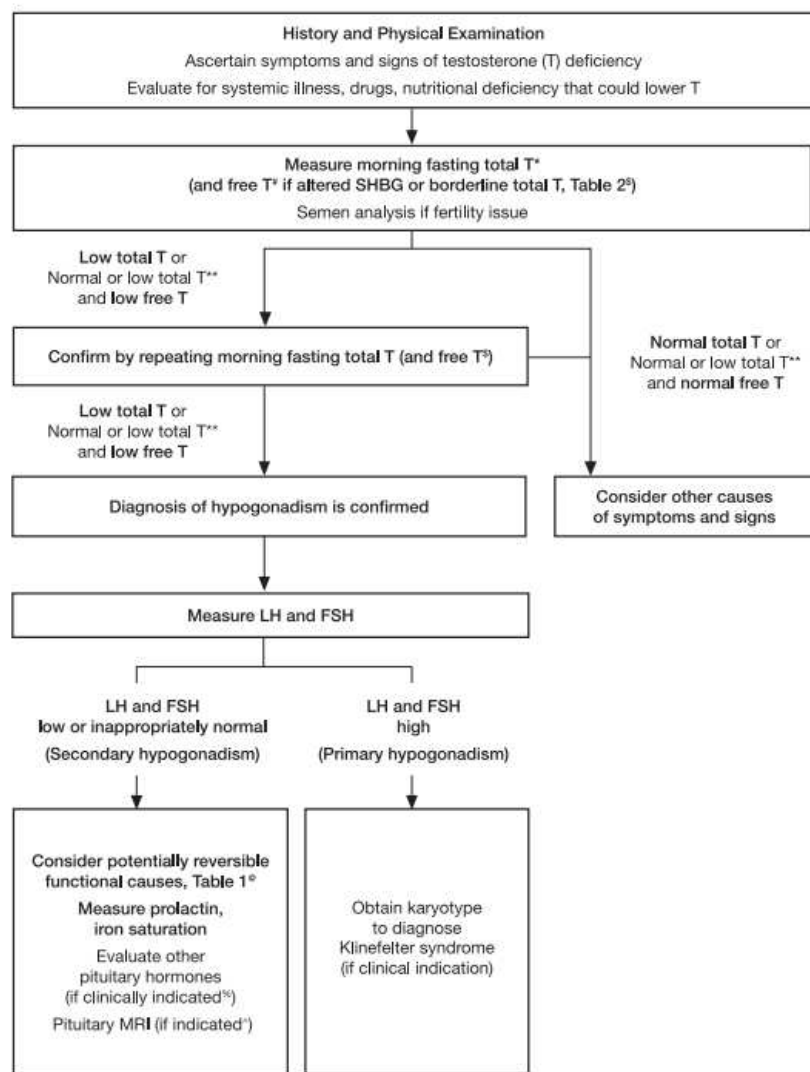 History and Physical Examination
Ascertain symptoms and signs of testosterone (T) deficiency
Evaluate for systemic illness, drugs, nutritional deficiency that could lower T
Measure morning fasting total T*
(and free T¥ if altered SHBG or borderline total T, Table 2$)
Semen analysis if fertility issue
Low total T or
Normal or low total T**
and low free T
Normal total T or
Normal or low total T**
and normal free T
Confirm by repeating morning fasting total T (and free T$)
Low total T or
Normal or low total T**
and low free T
Diagnosis of hypogonadism is confirmed
Consider other causes
of symptoms and signs
Measure LH and FSH
LH and FSH
low or inappropriately normal
(Secondary hypogonadism)
LH and FSH
high
(Primary hypogonadism)
Consider potentially reversible
functional causes, Table 1@
Measure prolactin,
iron saturation
Evaluate other
pituitary hormones
(if clinically indicated%)
Pituitary MRI (if indicated^)
Obtain karyotype
to diagnose
Klinefelter syndrome
(if clinical indication)